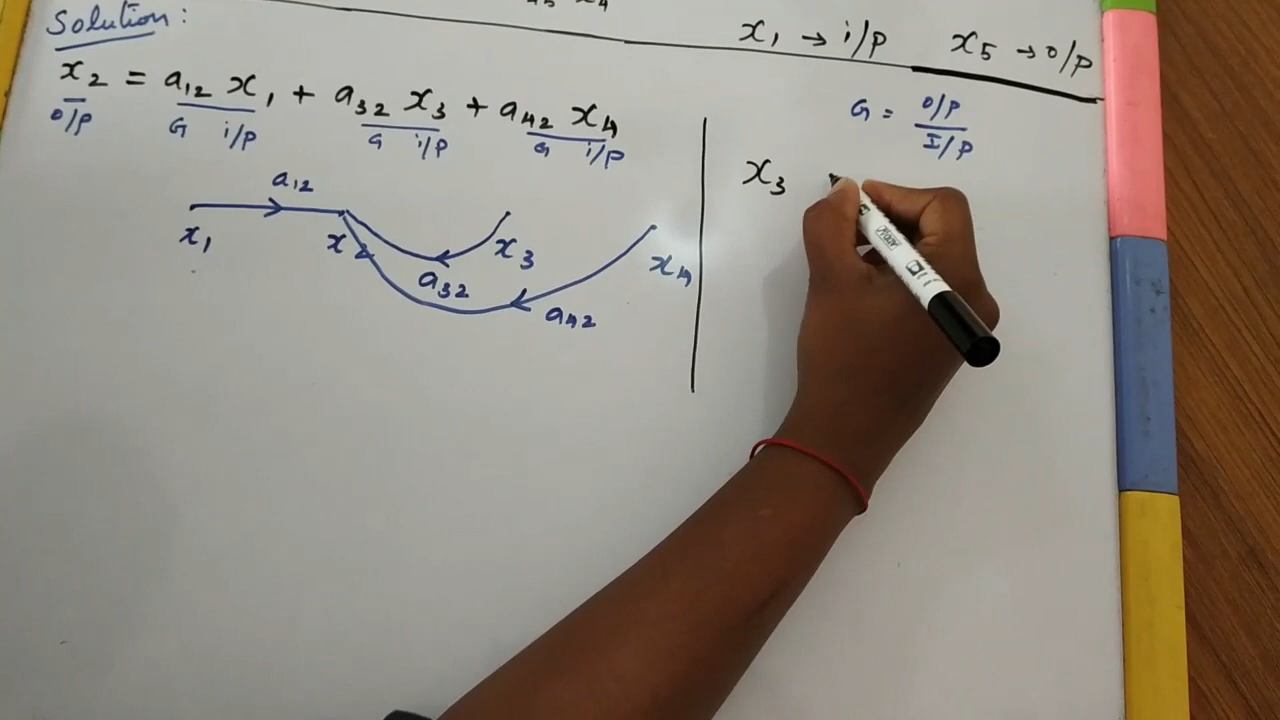 Solution:
x₁ → i/p x₅ → o/p
x₂ = a₁₂ x₁ + a₃₂ x₃ + a₄₂ x₄
o/p G i/p G i/p G i/p
G = o/p / I/p
a₁₂
x₁ x₂ x₃ x₄
a₃₂ a₄₂
x₃